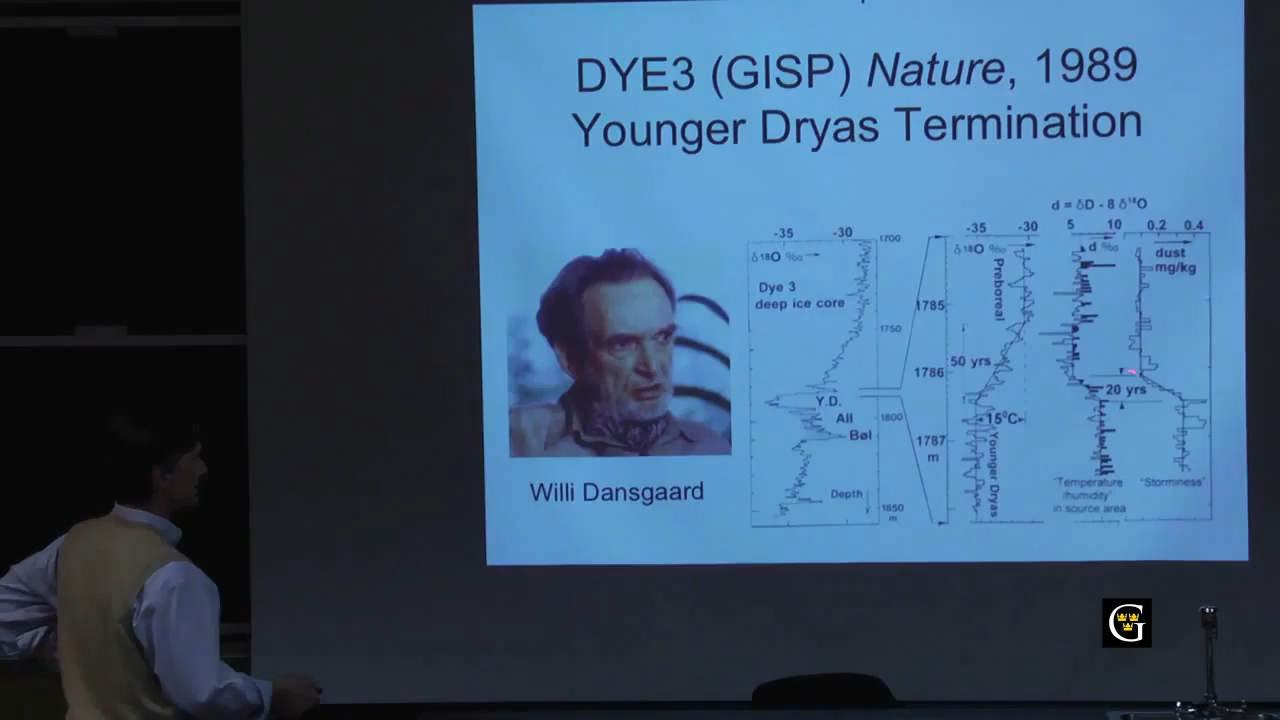 DYE3 (GISP) Nature, 1989
Younger Dryas Termination
Willi Dansgaard
-35 -30
δ18O ‰
Dye 3
deep ice core
Y.D.
All
Bøl
Depth
1700
1750
1800
1850
m
1785
1786
1787
m
-35 -30
δ18O ‰
Preboreal
50 yrs
15°C
Younger Dryas
d = δD - 8 δ18O
5 10
d ‰
"Temperature
/humidity'
in source area
0.2 0.4
dust
mg/kg
20 yrs
"Storminess"
G